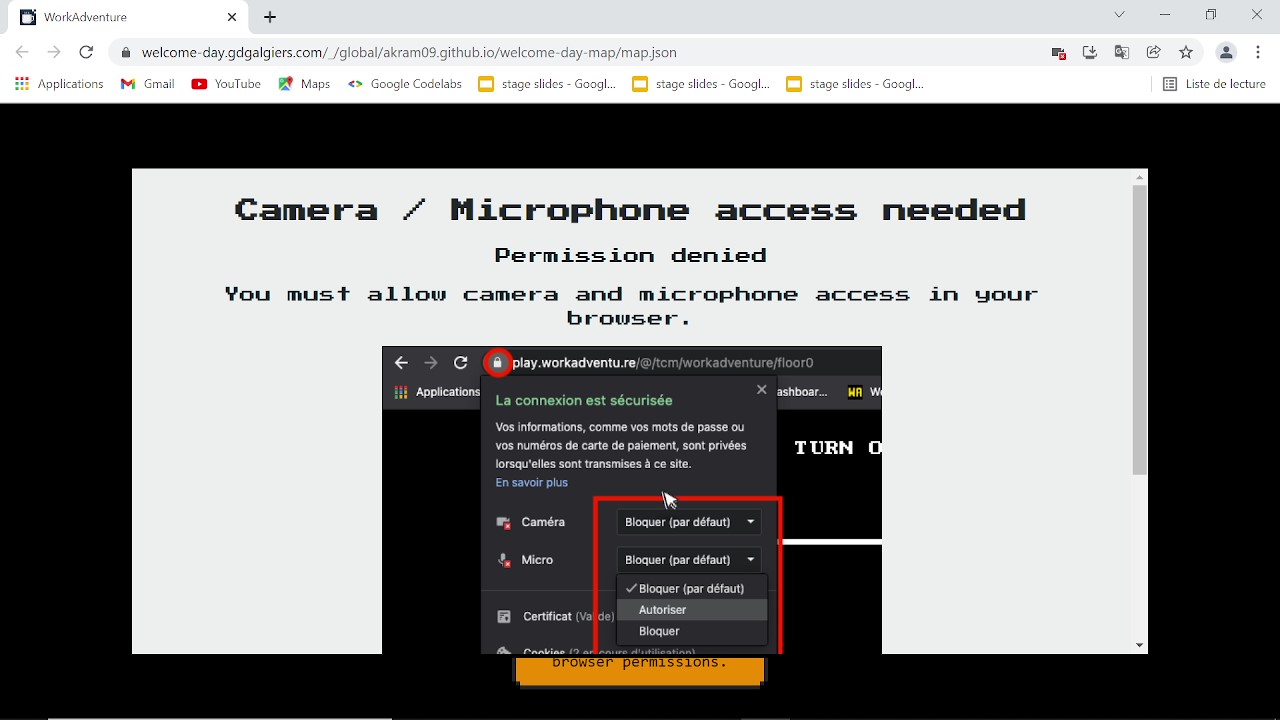 WorkAdventure
welcome-day.gdgalgiers.com/_/global/akram09.github.io/welcome-day-map/map.json
Applications Gmail YouTube Maps Google Codelabs stage slides - Googl... stage slides - Googl... stage slides - Googl... Liste de lecture
Camera / Microphone access needed
Permission denied
You must allow camera and microphone access in your
browser.
play.workadventu.re/@/tcm/workadventure/floor0
Applications ashboar... WA
La connexion est sécurisée
Vos informations, comme vos mots de passe ou
vos numéros de carte de paiement, sont privées
lorsqu'elles sont transmises à ce site.
En savoir plus
TURN
Caméra Bloquer (par défaut)
Micro Bloquer (par défaut)
Bloquer (par défaut)
Autoriser
Bloquer
Certificat (Valide)
Cookies (2 en cours d'utilisation)
browser permissions.